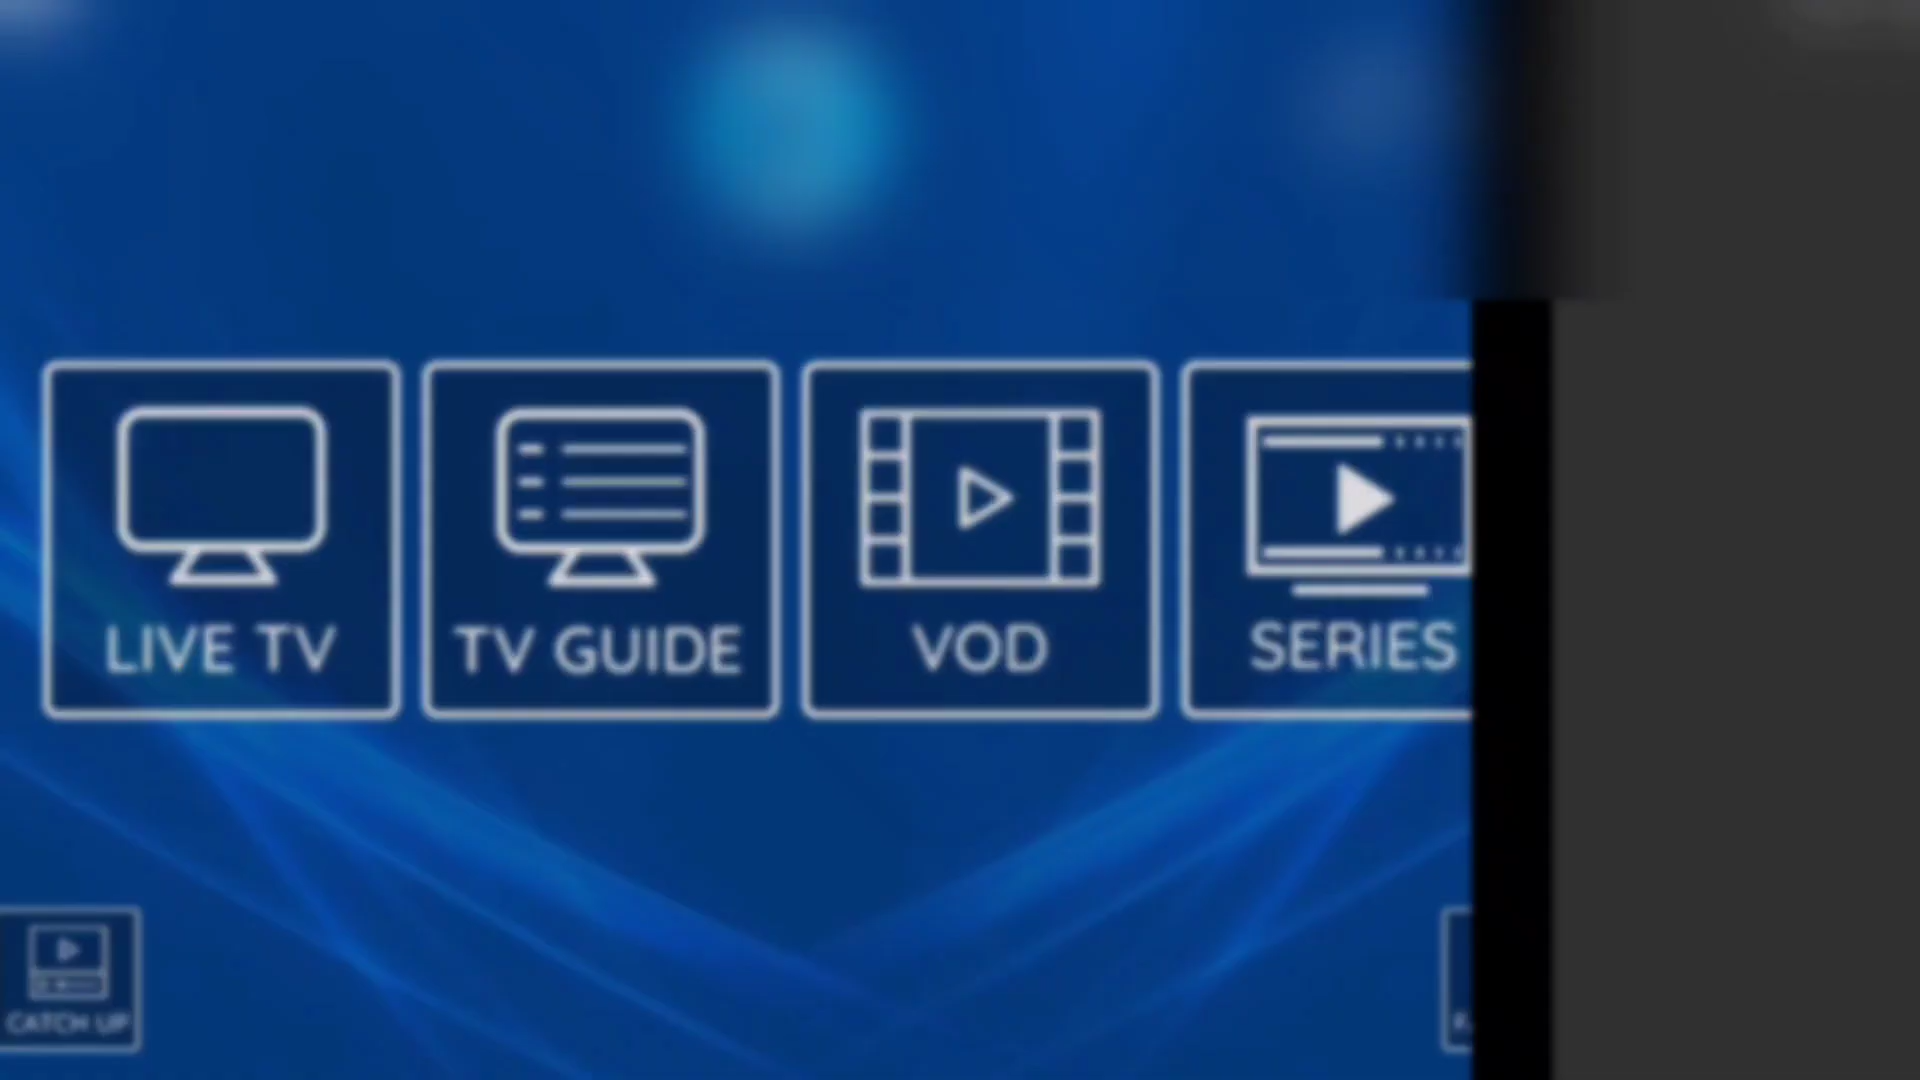 LIVE TV
TV GUIDE
VOD
SERIES
CATCH UP